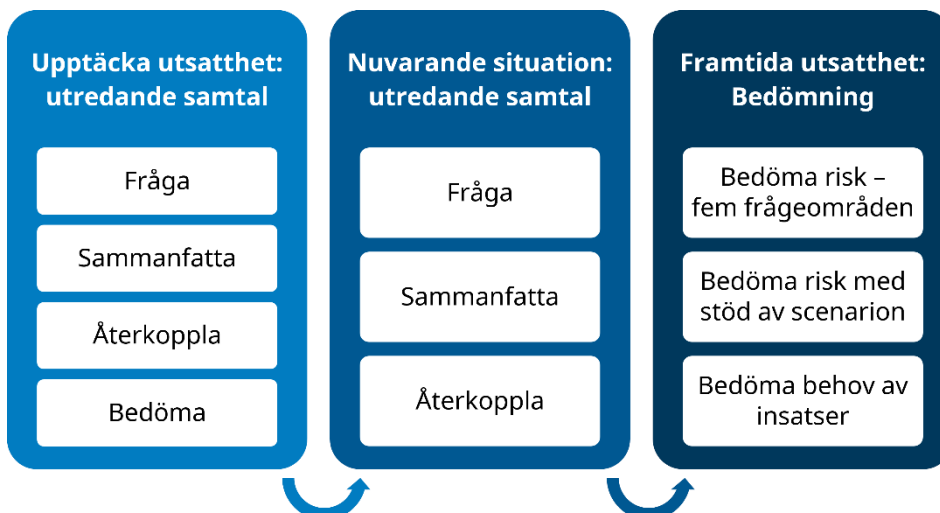 Upptäcka utsatthet:
utredande samtal
Fråga
Sammanfatta
Återkoppla
Bedöma
Nuvarande situation:
utredande samtal
Fråga
Sammanfatta
Återkoppla
Framtida utsatthet:
Bedömning
Bedöma risk –
fem frågeområden
Bedöma risk med
stöd av scenarion
Bedöma behov av
insatser